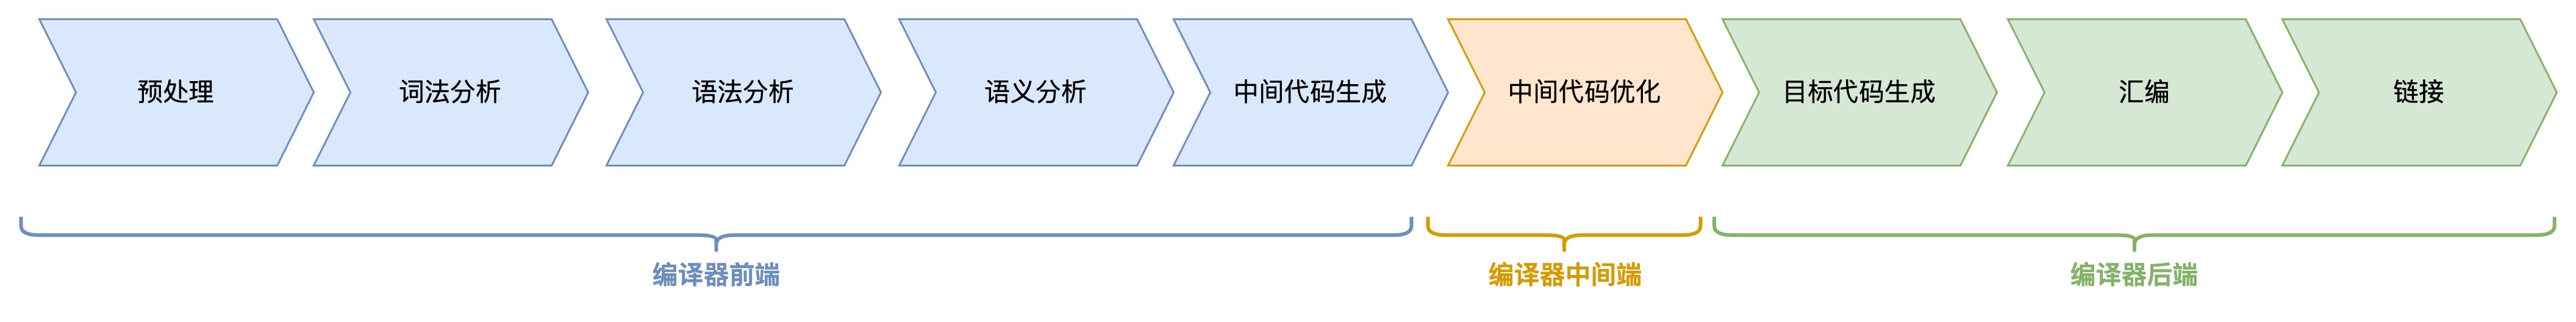 预处理
词法分析
语法分析
语义分析
中间代码生成
中间代码优化
目标代码生成
汇编
链接
编译器前端
编译器中间端
编译器后端